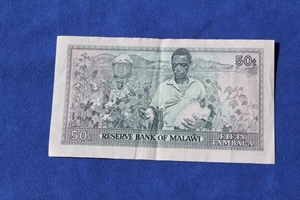 50t
50t
RESERVE BANK OF MALAWI
FIFTY
TAMBALA